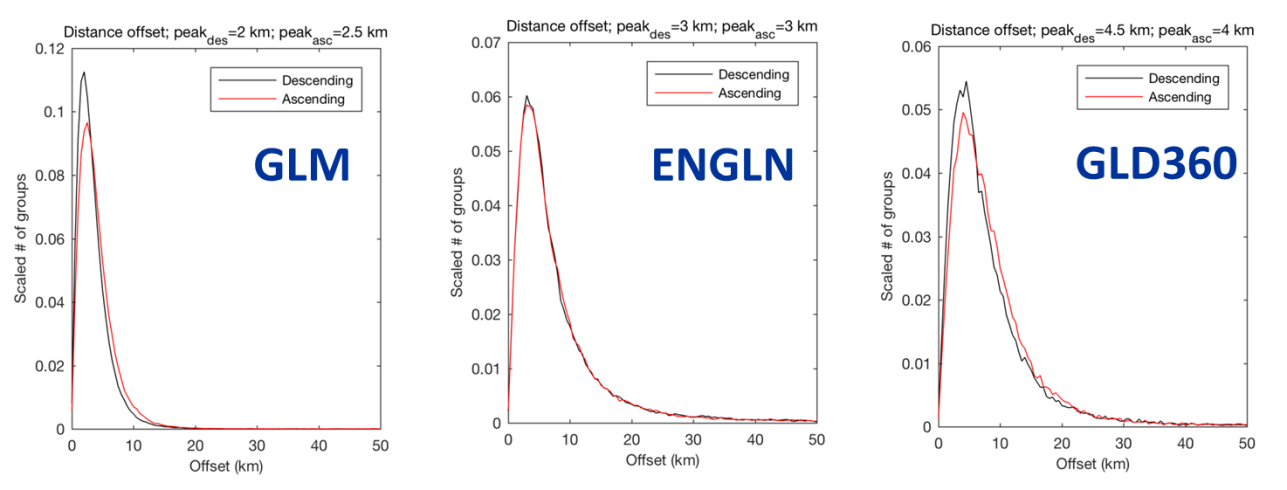 Distance offset; peak_des=2 km; peak_asc=2.5 km
0.12
0.1
0.08
0.06
0.04
0.02
0
Scaled # of groups
Descending
Ascending
GLM
0 10 20 30 40 50
Offset (km)
Distance offset; peak_des=3 km; peak_asc=3 km
0.07
0.06
0.05
0.04
0.03
0.02
0.01
0
Scaled # of groups
Descending
Ascending
ENGLN
0 10 20 30 40 50
Offset (km)
Distance offset; peak_des=4.5 km; peak_asc=4 km
0.06
0.05
0.04
0.03
0.02
0.01
0
Scaled # of groups
Descending
Ascending
GLD360
0 10 20 30 40 50
Offset (km)